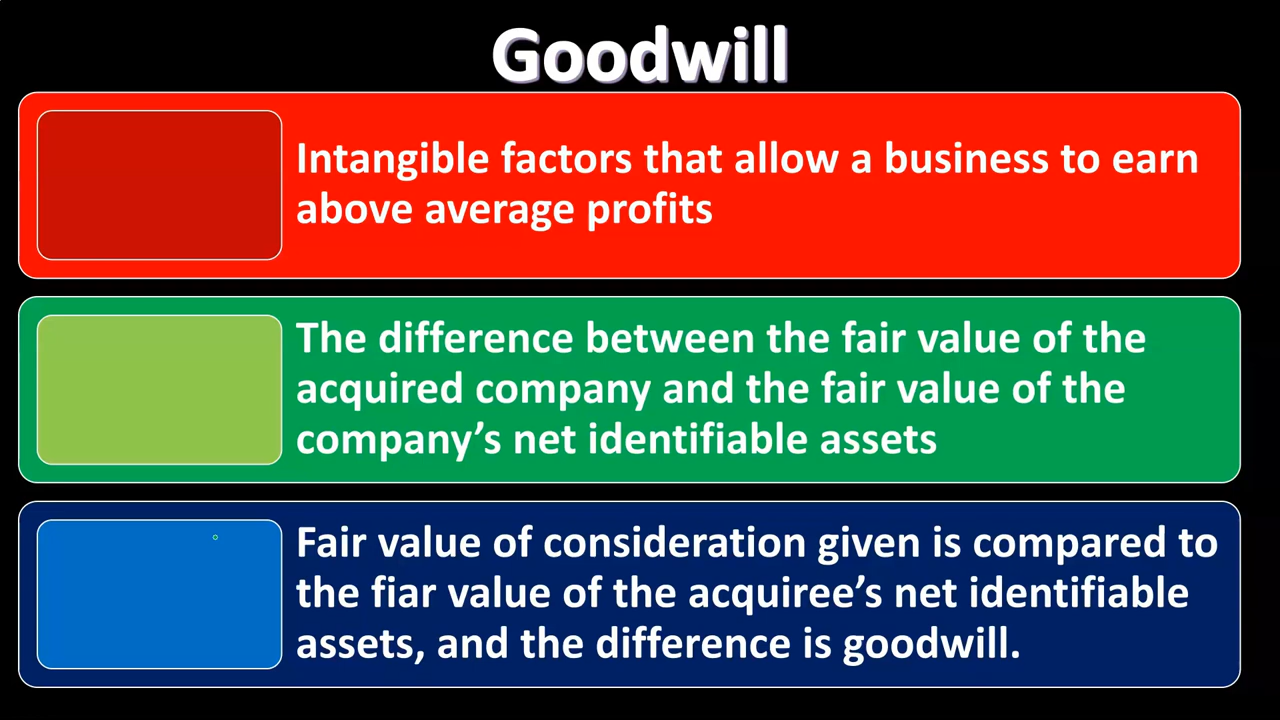 Goodwill
Intangible factors that allow a business to earn
above average profits
The difference between the fair value of the
acquired company and the fair value of the
company’s net identifiable assets
Fair value of consideration given is compared to
the fiar value of the acquiree’s net identifiable
assets, and the difference is goodwill.